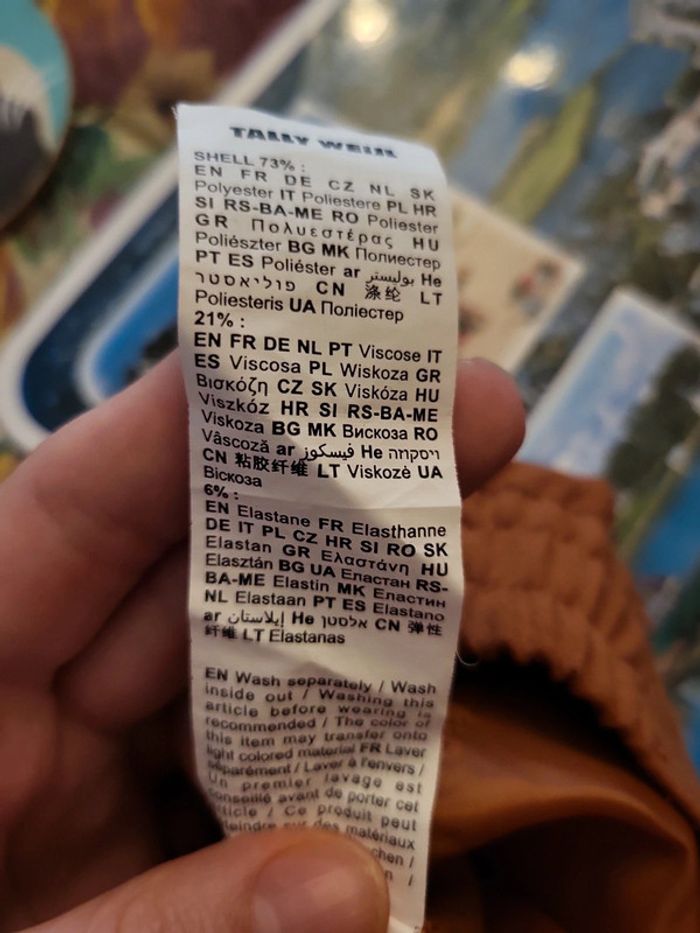 TALLY WEiJL
SHELL 73% :
EN FR DE CZ NL SK
Polyester IT Poliestere PL HR
SI RS-BA-ME RO Poliester
GR Πολυεστέρας HU
Poliészter BG MK Полиестер
PT ES Poliéster ar بوليستر He
פוליאסטר CN 涤纶 LT
Poliesteris UA Поліестер
21% :
EN FR DE NL PT Viscose IT
ES Viscosa PL Wiskoza GR
Βισκόζη CZ SK Viskóza HU
Viszkóz HR SI RS-BA-ME
Viskoza BG MK Вискоза RO
Vâscoză ar فيسكوز He ויסקוזה
CN 粘胶纤维 LT Viskozė UA
Віскоза
6% :
EN Elastane FR Elasthanne
DE IT PL CZ HR SI RO SK
Elastan GR Ελαστάνη HU
Elasztán BG UA Еластан RS-
BA-ME Elastin MK Еластин
NL Elastaan PT ES Elastano
ar إيلاستان He אלסטן CN 弹性
纤维 LT Elastanas
EN Wash separately / Wash
inside out / Washing this
article before wearing is
recommended / The color of
this item may transfer onto
light colored material FR Laver
séparément / Laver à l'envers /
Un premier lavage est
conseillé avant de porter cet
article / Ce produit peut
teindre sur des matériaux